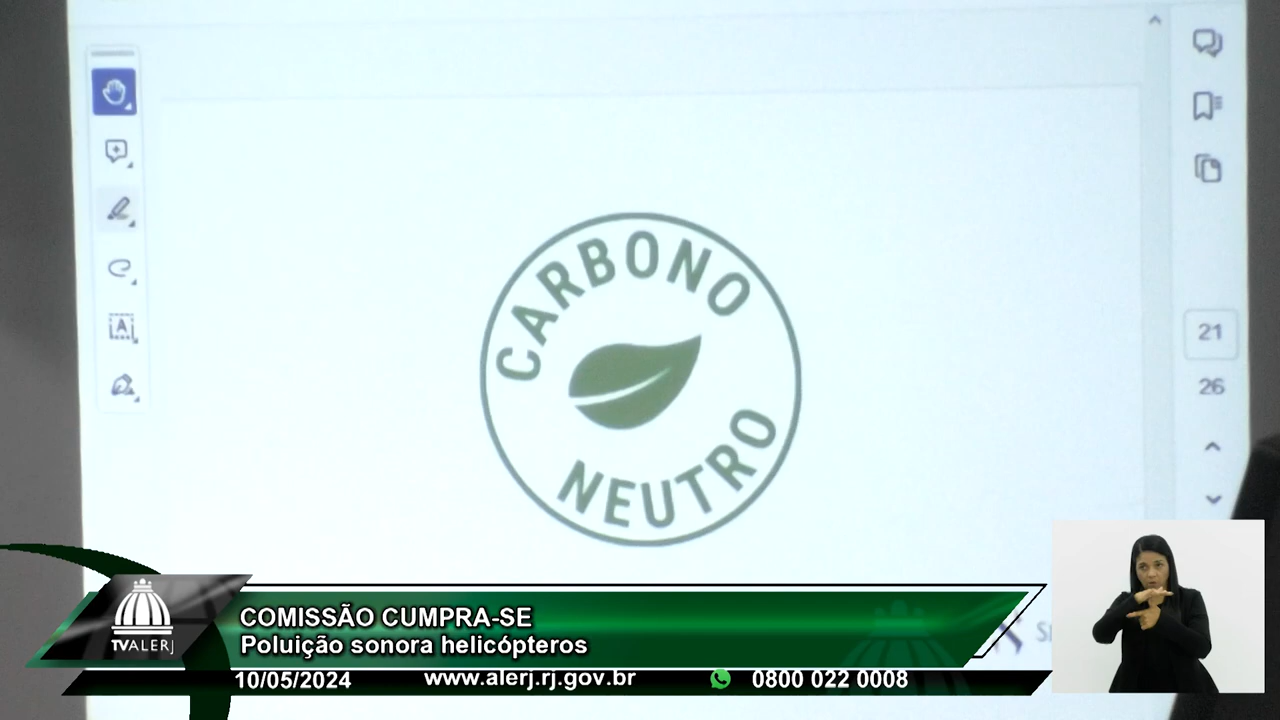 CARBONO
NEUTRO
21
26
COMISSÃO CUMPRA-SE
Poluição sonora helicópteros
TVALERJ
10/05/2024 www.alerj.rj.gov.br 0800 022 0008